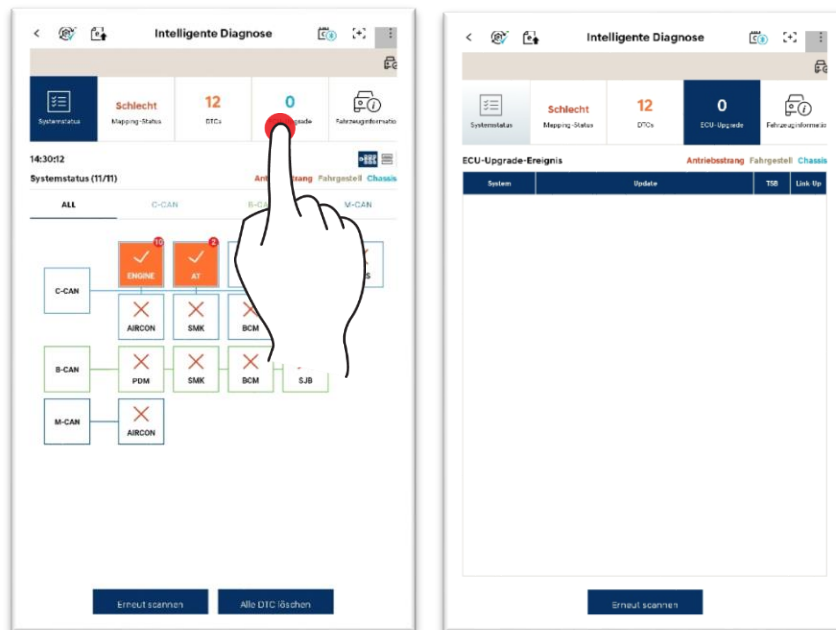 Intelligente Diagnose
Systemstatus
Schlecht
Mapping-Status
12
DTCs
0
Fahrzeuginformatio
14:30:12
Systemstatus (11/11)
Fahrgestell Chassis
ALL
C-CAN
M-CAN
10
ENGINE
2
AT
C-CAN
AIRCON
SMK
BCM
B-CAN
PDM
SMK
BCM
SJB
M-CAN
AIRCON
Erneut scannen
Alle DTC löschen
Intelligente Diagnose
Systemstatus
Schlecht
Mapping-Status
12
DTCs
0
ECU-Upgrade
Fahrzeuginformatio
ECU-Upgrade-Ereignis
Antriebsstrang Fahrgestell Chassis
System
Update
TSB
Link Up
Erneut scannen